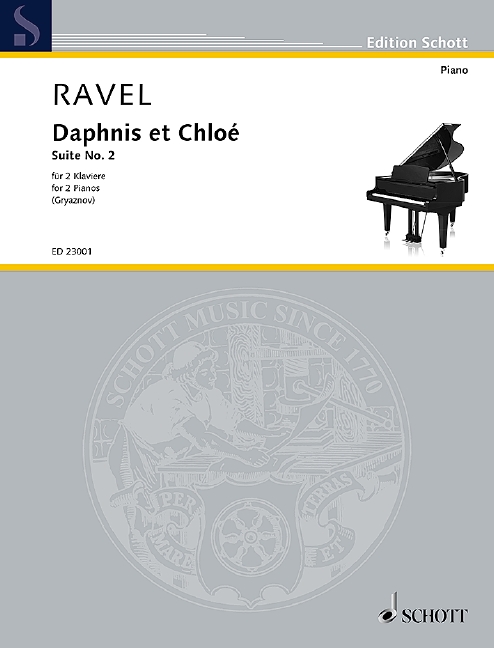 Edition Schott
Piano
RAVEL
Daphnis et Chloé
Suite No. 2
für 2 Klaviere
for 2 Pianos
(Gryaznov)
ED 23001
SCHOTT MUSIC SINCE 1770
PER MARE ET TERRAS
SCHOTT